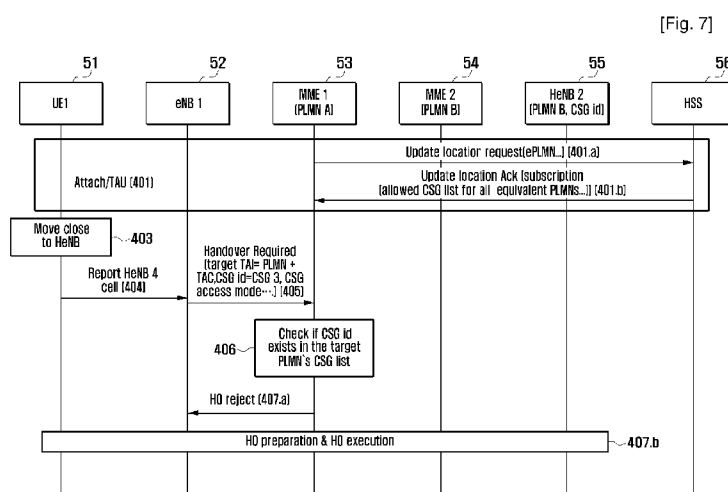 [Fig. 7]
51
52
53
54
55
56
UE1
eNB 1
MME 1
(PLMN A)
MME 2
(PLMN B)
HeNB 2
(PLMN B, CSG id)
HSS
Attach/TAU (401)
Update location request(ePLMN...) (401.a)
Update location Ack (subscription
(allowed CSG list for all equivalent PLMNs...)) (401.b)
Move close
to HeNB
403
Report HeNB 4
cell (404)
Handover Required
(target TAI= PLMN +
TAC,CSG id=CSG 3, CSG
access mode...) (405)
406
Check if CSG id
exists in the target
PLMN's CSG list
HO reject (407.a)
HO preparation & HO execution
407.b